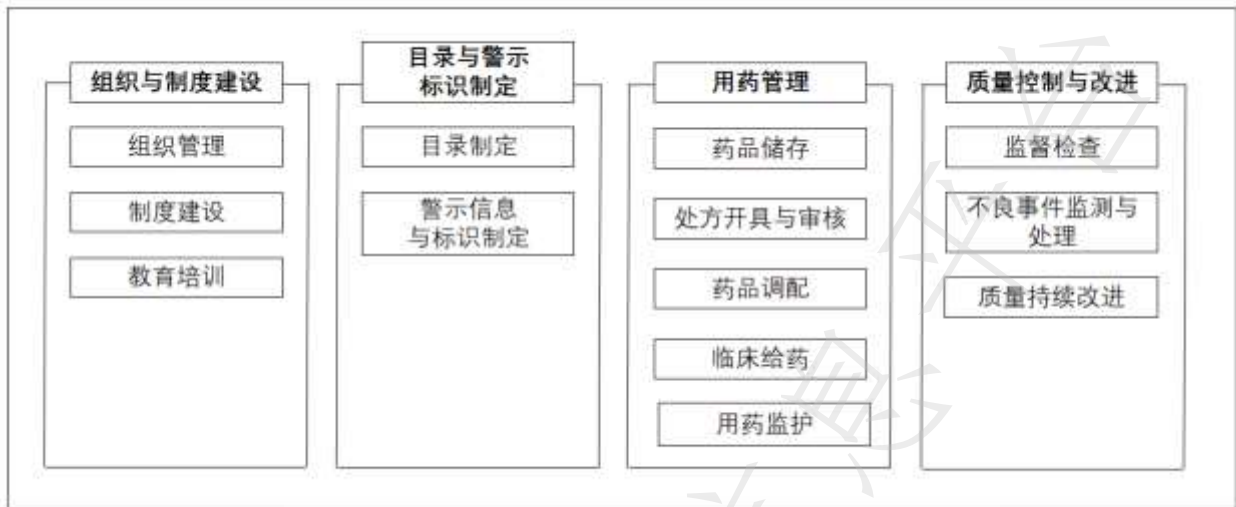 组织与制度建设
组织管理
制度建设
教育培训
目录与警示
标识制定
目录制定
警示信息
与标识制定
用药管理
药品储存
处方开具与审核
药品调配
临床给药
用药监护
质量控制与改进
监督检查
不良事件监测与
处理
质量持续改进